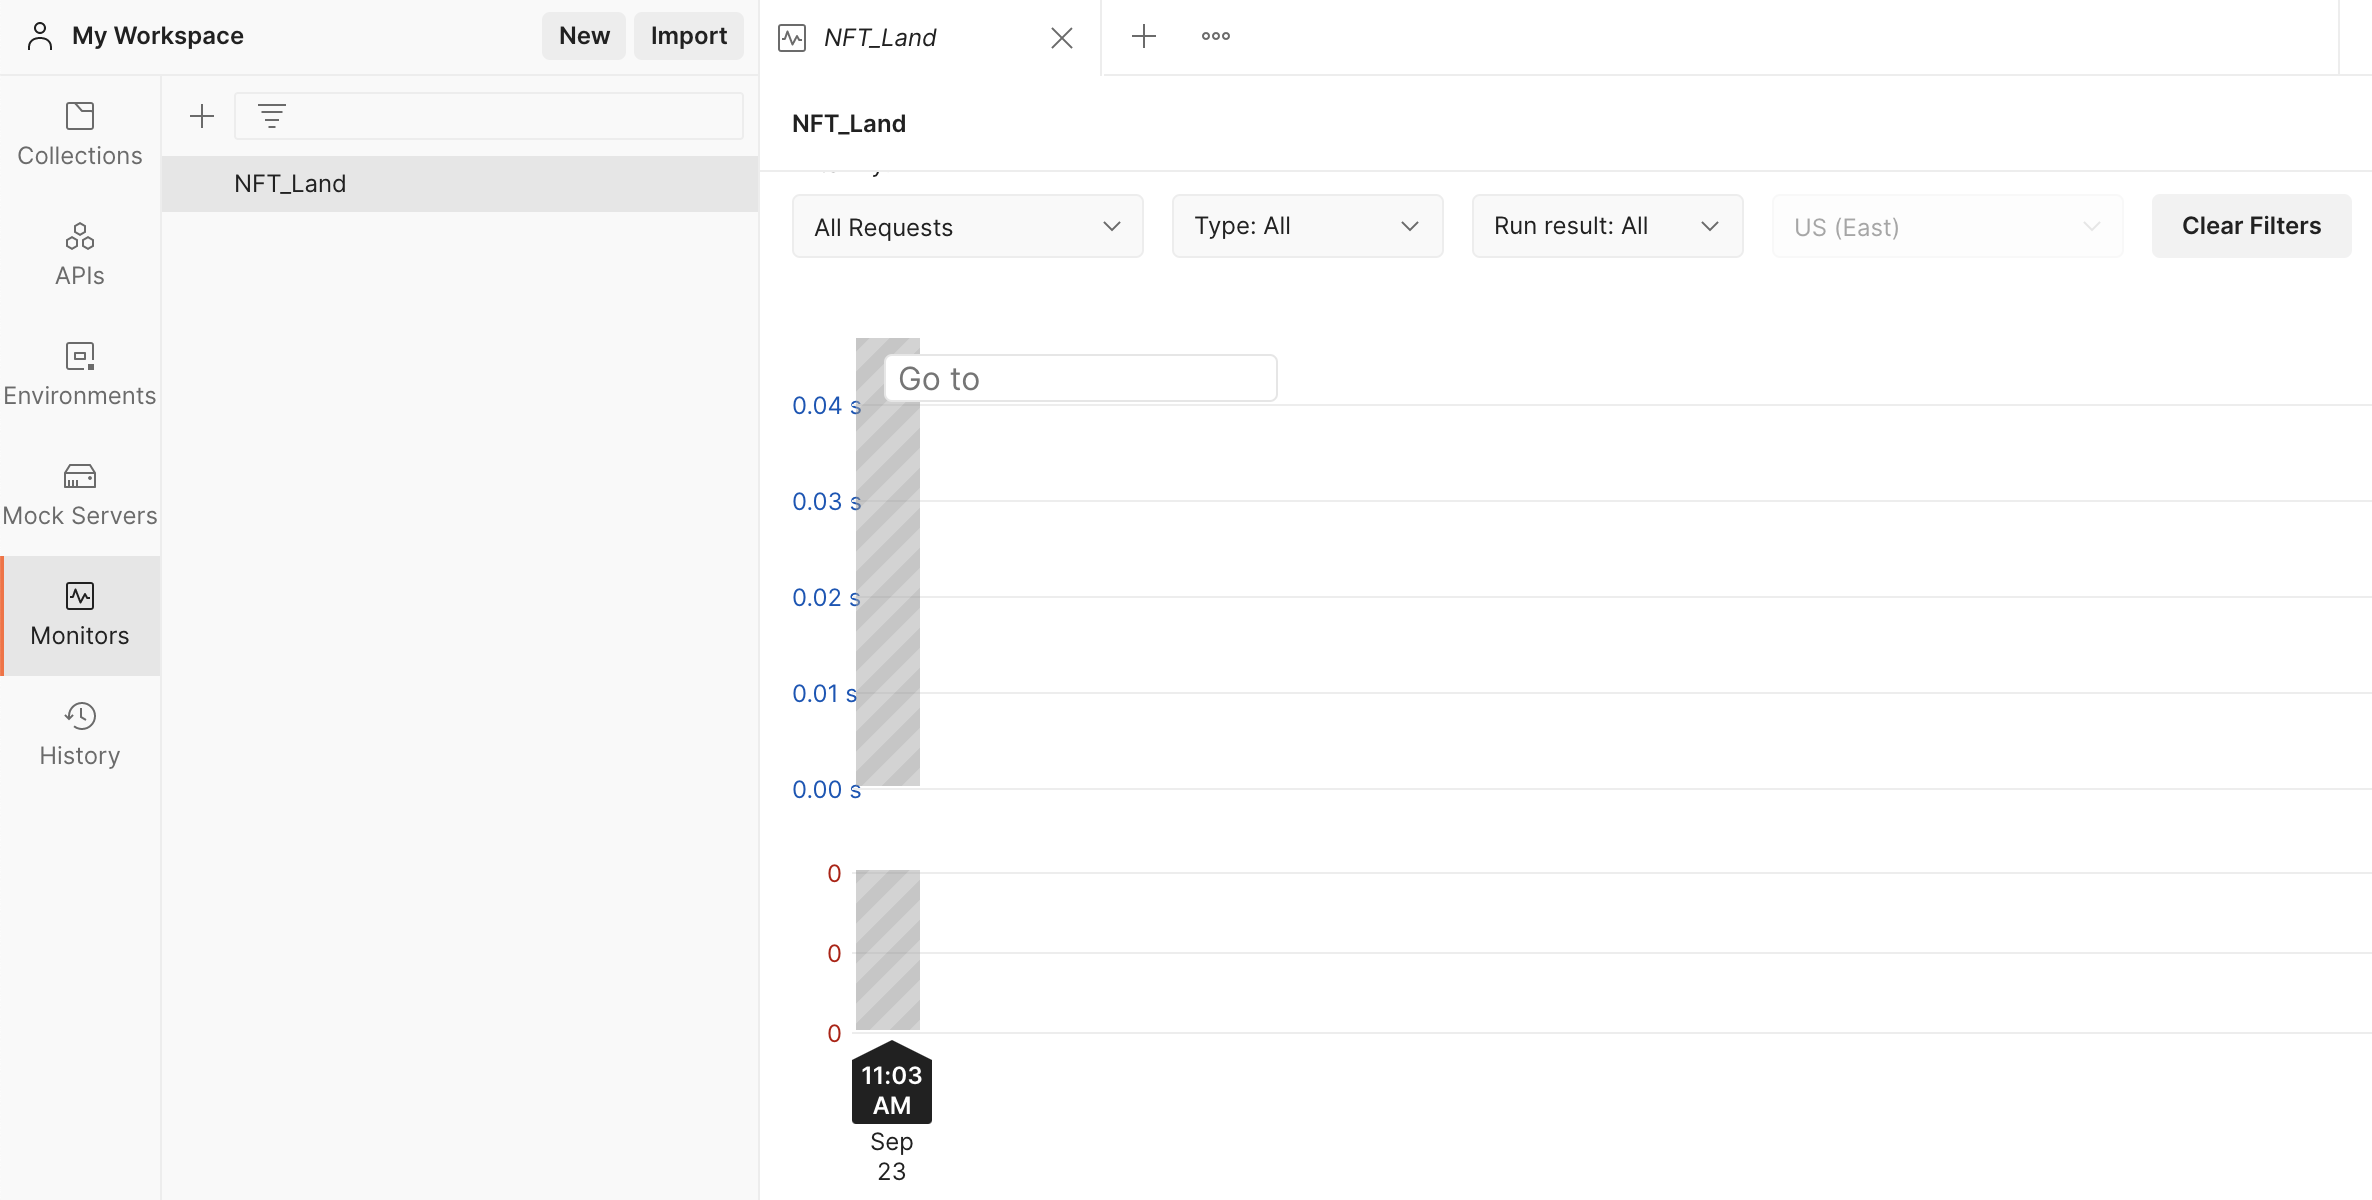 My Workspace
New
Import
NFT_Land
Collections
APIs
Environments
Mock Servers
Monitors
History
NFT_Land
NFT_Land
All Requests
Type: All
Run result: All
US (East)
Clear Filters
Go to
0.04 s
0.03 s
0.02 s
0.01 s
0.00 s
0
0
0
11:03
AM
Sep
23